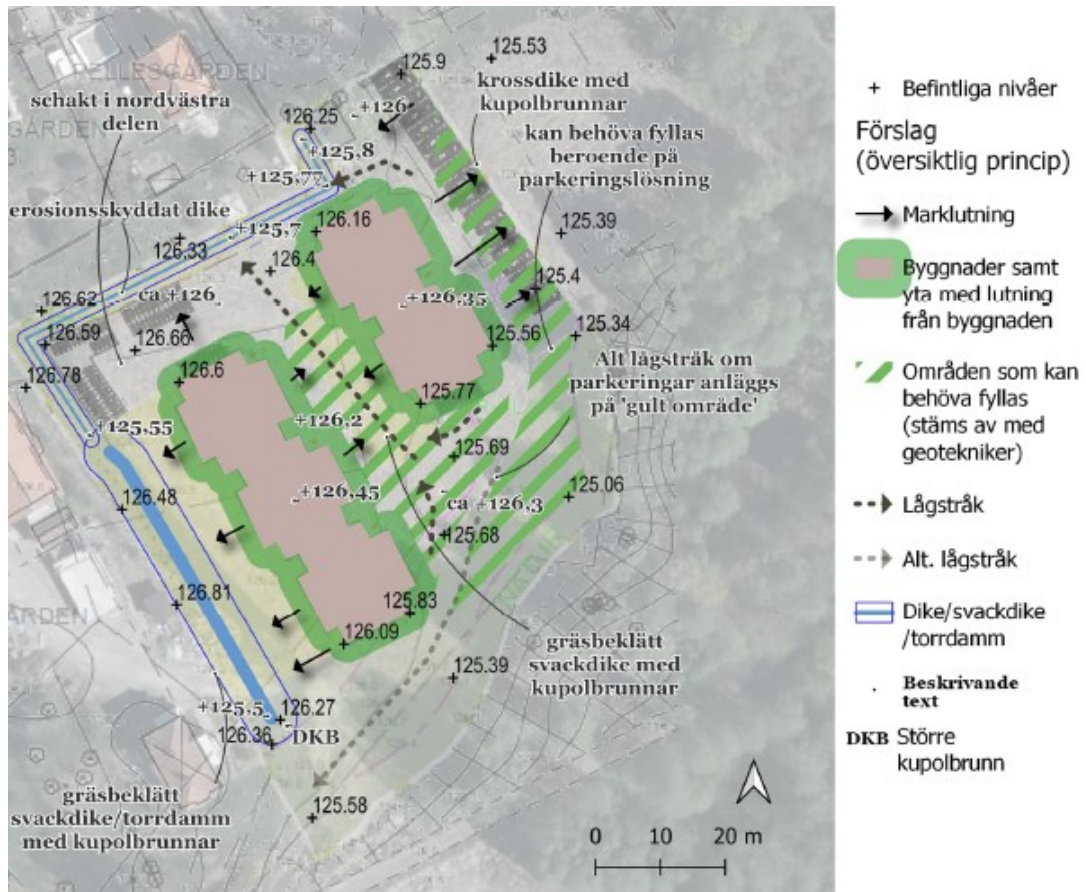 125.53
125.9
krossdike med
kupolbrunnar
PELLESGÅRDEN
schakt i nordvästra
delen
126.25
+126
kan behöva fyllas
beroende på
parkeringslösning
+125,8
+125,77
erosionsskyddat dike
126.16
+125,7
125.39
126.33
126.4
126.62
ca +126
+126,35
125.4
126.59
126.66
125.56
125.34
126.78
126.6
125.77
Alt lågstråk om
parkeringar anläggs
på 'gult område'
+126,2
+125,55
125.69
126.48
+126,45
ca +126,3
125.06
125.68
126.81
125.83
126.09
gräsbeklätt
svackdike med
kupolbrunnar
125.39
+125,5
126.27
126.36
DKB
gräsbeklätt
svackdike/torrdamm
med kupolbrunnar
125.58
0 10 20 m
Befintliga nivåer
Förslag
(översiktlig princip)
Marklutning
Byggnader samt
yta med lutning
från byggnaden
Områden som kan
behöva fyllas
(stäms av med
geotekniker)
Lågstråk
Alt. lågstråk
Dike/svackdike
/torrdamm
Beskrivande
text
DKB Större
kupolbrunn